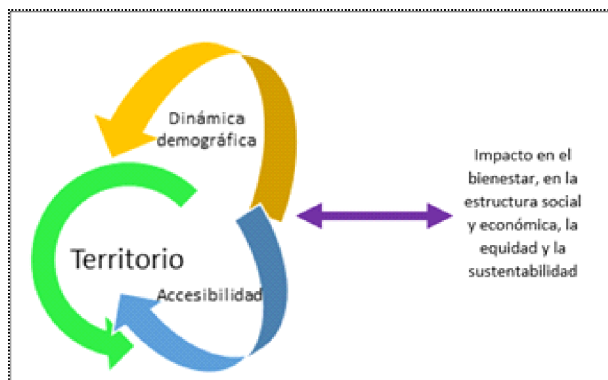 Dinámica
demográfica
Territorio
Accesibilidad
Impacto en el
bienestar, en la
estructura social
y económica, la
equidad y la
sustentabilidad